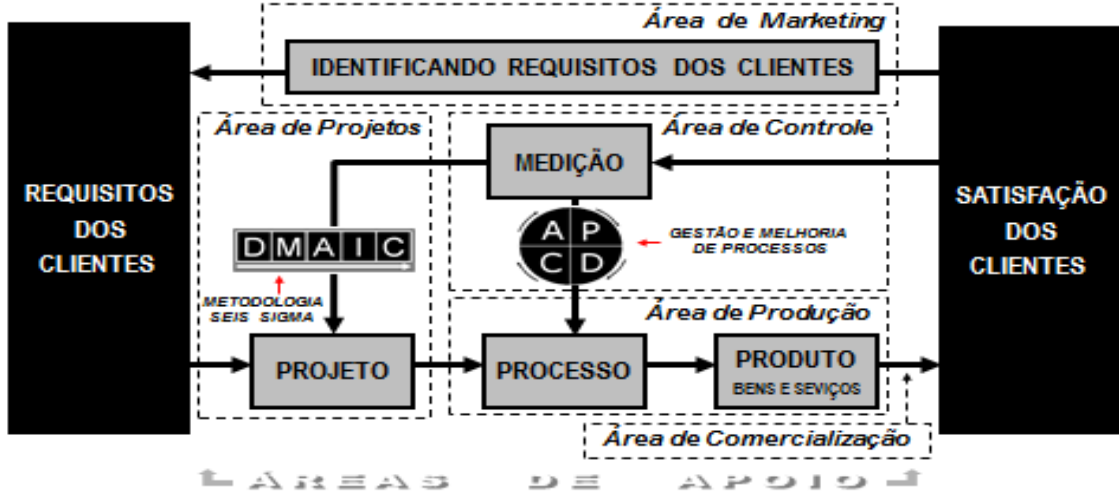 Área de Marketing
IDENTIFICANDO REQUISITOS DOS CLIENTES
Área de Projetos
Área de Controle
MEDIÇÃO
REQUISITOS
DOS
CLIENTES
SATISFAÇÃO
DOS
CLIENTES
DMAIC
A P
C D
GESTÃO E MELHORIA
DE PROCESSOS
METODOLOGIA
SEIS SIGMA
Área de Produção
PROJETO
PROCESSO
PRODUTO
BENS E SEVIÇOS
Área de Comercialização
ÁREAS DE APOIO